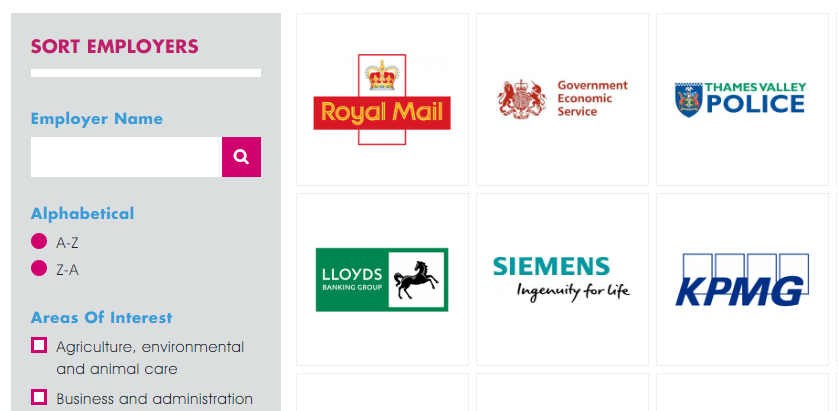 SORT EMPLOYERS
Employer Name
Alphabetical
A-Z
Z-A
Areas Of Interest
Agriculture, environmental
and animal care
Business and administration
Royal Mail
Government
Economic
Service
THAMES VALLEY
POLICE
LLOYDS
BANKING GROUP
SIEMENS
Ingenuity for life
KPMG